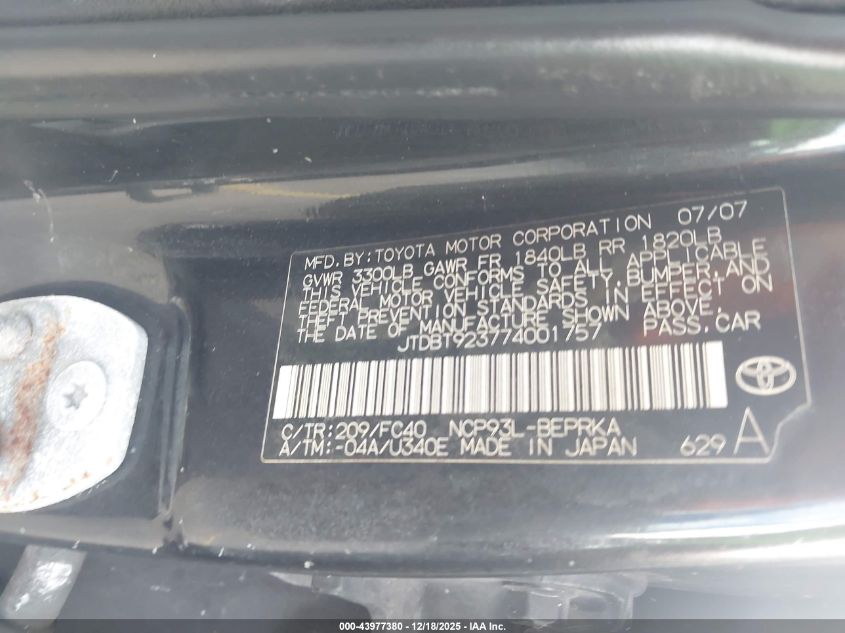 MFD. BY: TOYOTA MOTOR CORPORATION 07/07
GVWR 3300LB GAWR FR 1840LB RR 1820LB
THIS VEHICLE CONFORMS TO ALL APPLICABLE
FEDERAL MOTOR VEHICLE SAFETY, BUMPER, AND
THEFT PREVENTION STANDARDS IN EFFECT ON
THE DATE OF MANUFACTURE SHOWN ABOVE.
JTDBT923774001757 PASS. CAR
C/TR: 209/FC40 NCP93L-BEPRKA
A/TM: -04A/U340E MADE IN JAPAN 629 A
000-43977380 - 12/18/2025 - IAA Inc.